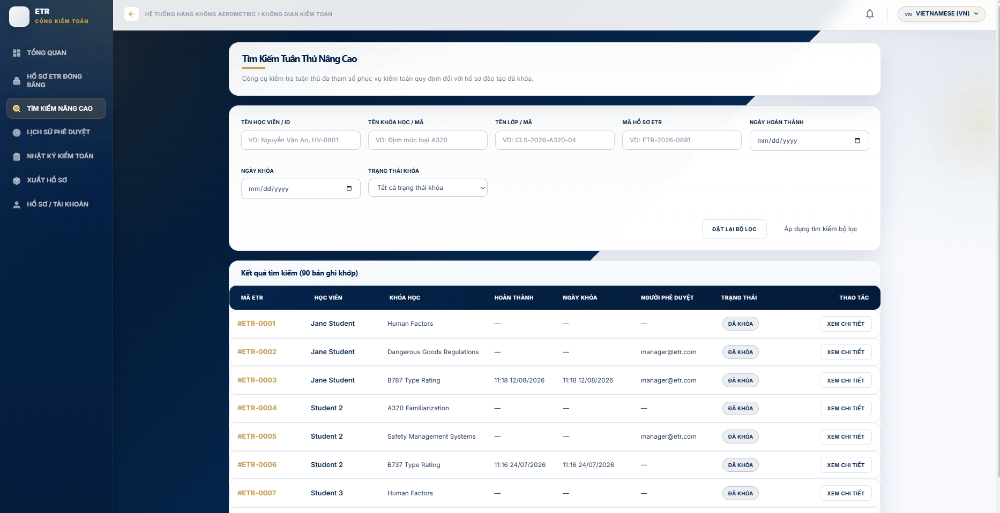 ETR
CỔNG KIỂM TOÁN
TỔNG QUAN
HỒ SƠ ETR ĐÓNG
BĂNG
TÌM KIẾM NÂNG CAO
LỊCH SỬ PHÊ DUYỆT
NHẬT KÝ KIỂM TOÁN
XUẤT HỒ SƠ
HỒ SƠ / TÀI KHOẢN
HỆ THỐNG HÀNG KHÔNG AEROMETRIC / KHÔNG GIAN KIỂM TOÁN
VN VIETNAMESE (VN)
Tìm Kiếm Tuân Thủ Nâng Cao
Công cụ kiểm tra tuân thủ đa tham số phục vụ kiểm toán quy định đối với hồ sơ đào tạo đã khóa.
TÊN HỌC VIÊN / ID TÊN KHÓA HỌC / MÃ TÊN LỚP / MÃ MÃ HỒ SƠ ETR NGÀY HOÀN THÀNH
VD: Nguyễn Văn An, HV-8801 VD: Định mức loại A320 VD: CLS-2026-A320-04 VD: ETR-2026-0891 mm/dd/yyyy
NGÀY KHÓA TRẠNG THÁI KHÓA
mm/dd/yyyy Tất cả trạng thái khóa
ĐẶT LẠI BỘ LỌC Áp dụng tìm kiếm bộ lọc
Kết quả tìm kiếm (90 bản ghi khớp)
MÃ ETR HỌC VIÊN KHÓA HỌC HOÀN THÀNH NGÀY KHÓA NGƯỜI PHÊ DUYỆT TRẠNG THÁI THAO TÁC
#ETR-0001 Jane Student Human Factors — — — ĐÃ KHÓA XEM CHI TIẾT
#ETR-0002 Jane Student Dangerous Goods Regulations — — manager@etr.com ĐÃ KHÓA XEM CHI TIẾT
#ETR-0003 Jane Student B787 Type Rating 11:18 12/08/2026 11:18 12/08/2026 manager@etr.com ĐÃ KHÓA XEM CHI TIẾT
#ETR-0004 Student 2 A320 Familiarization — — — ĐÃ KHÓA XEM CHI TIẾT
#ETR-0005 Student 2 Safety Management Systems — — manager@etr.com ĐÃ KHÓA XEM CHI TIẾT
#ETR-0006 Student 2 B737 Type Rating 11:16 24/07/2026 11:16 24/07/2026 — ĐÃ KHÓA XEM CHI TIẾT
#ETR-0007 Student 3 Human Factors — — — ĐÃ KHÓA XEM CHI TIẾT